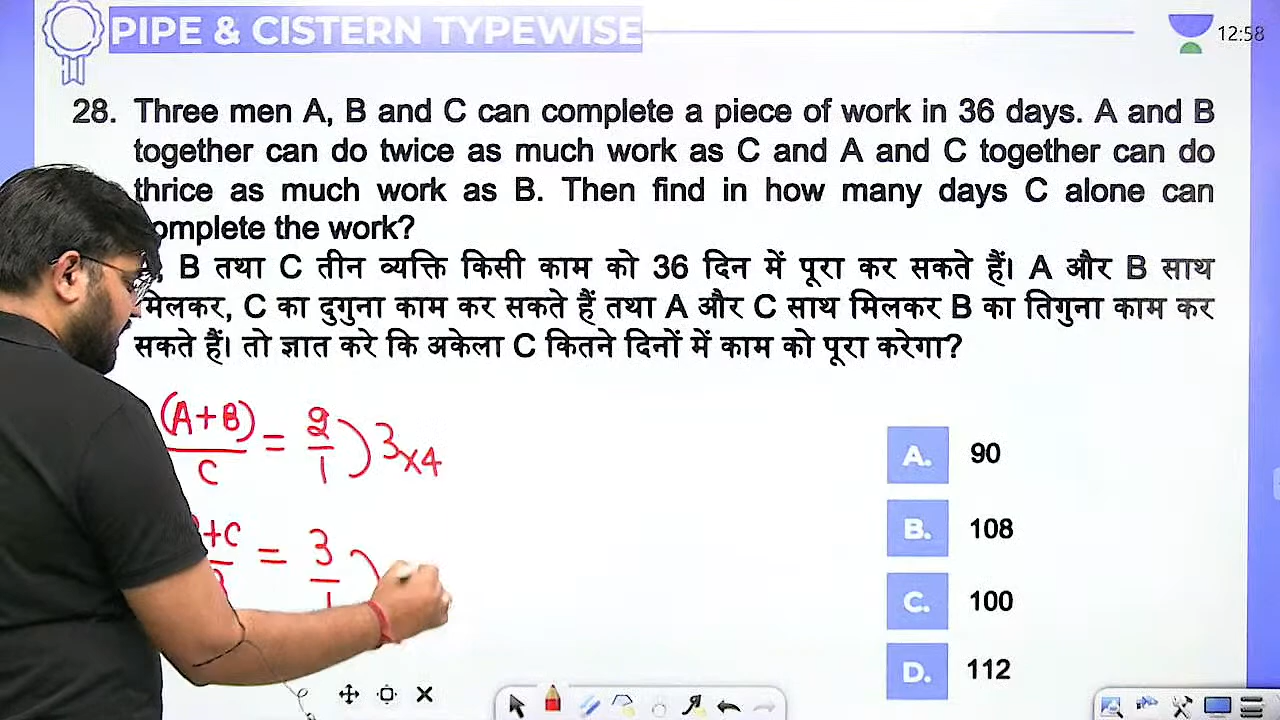 PIPE & CISTERN TYPEWISE
12:58
28. Three men A, B and C can complete a piece of work in 36 days. A and B
together can do twice as much work as C and A and C together can do
thrice as much work as B. Then find in how many days C alone can
omplete the work?
B तथा C तीन व्यक्ति किसी काम को 36 दिन में पूरा कर सकते हैं। A और B साथ
मिलकर, C का दुगुना काम कर सकते हैं तथा A और C साथ मिलकर B का तिगुना काम कर
सकते हैं। तो ज्ञात करे कि अकेला C कितने दिनों में काम को पूरा करेगा?
(A+B)/C = 2/1 ) 3×4
+C = 3/1 )
A. 90
B. 108
C. 100
D. 112